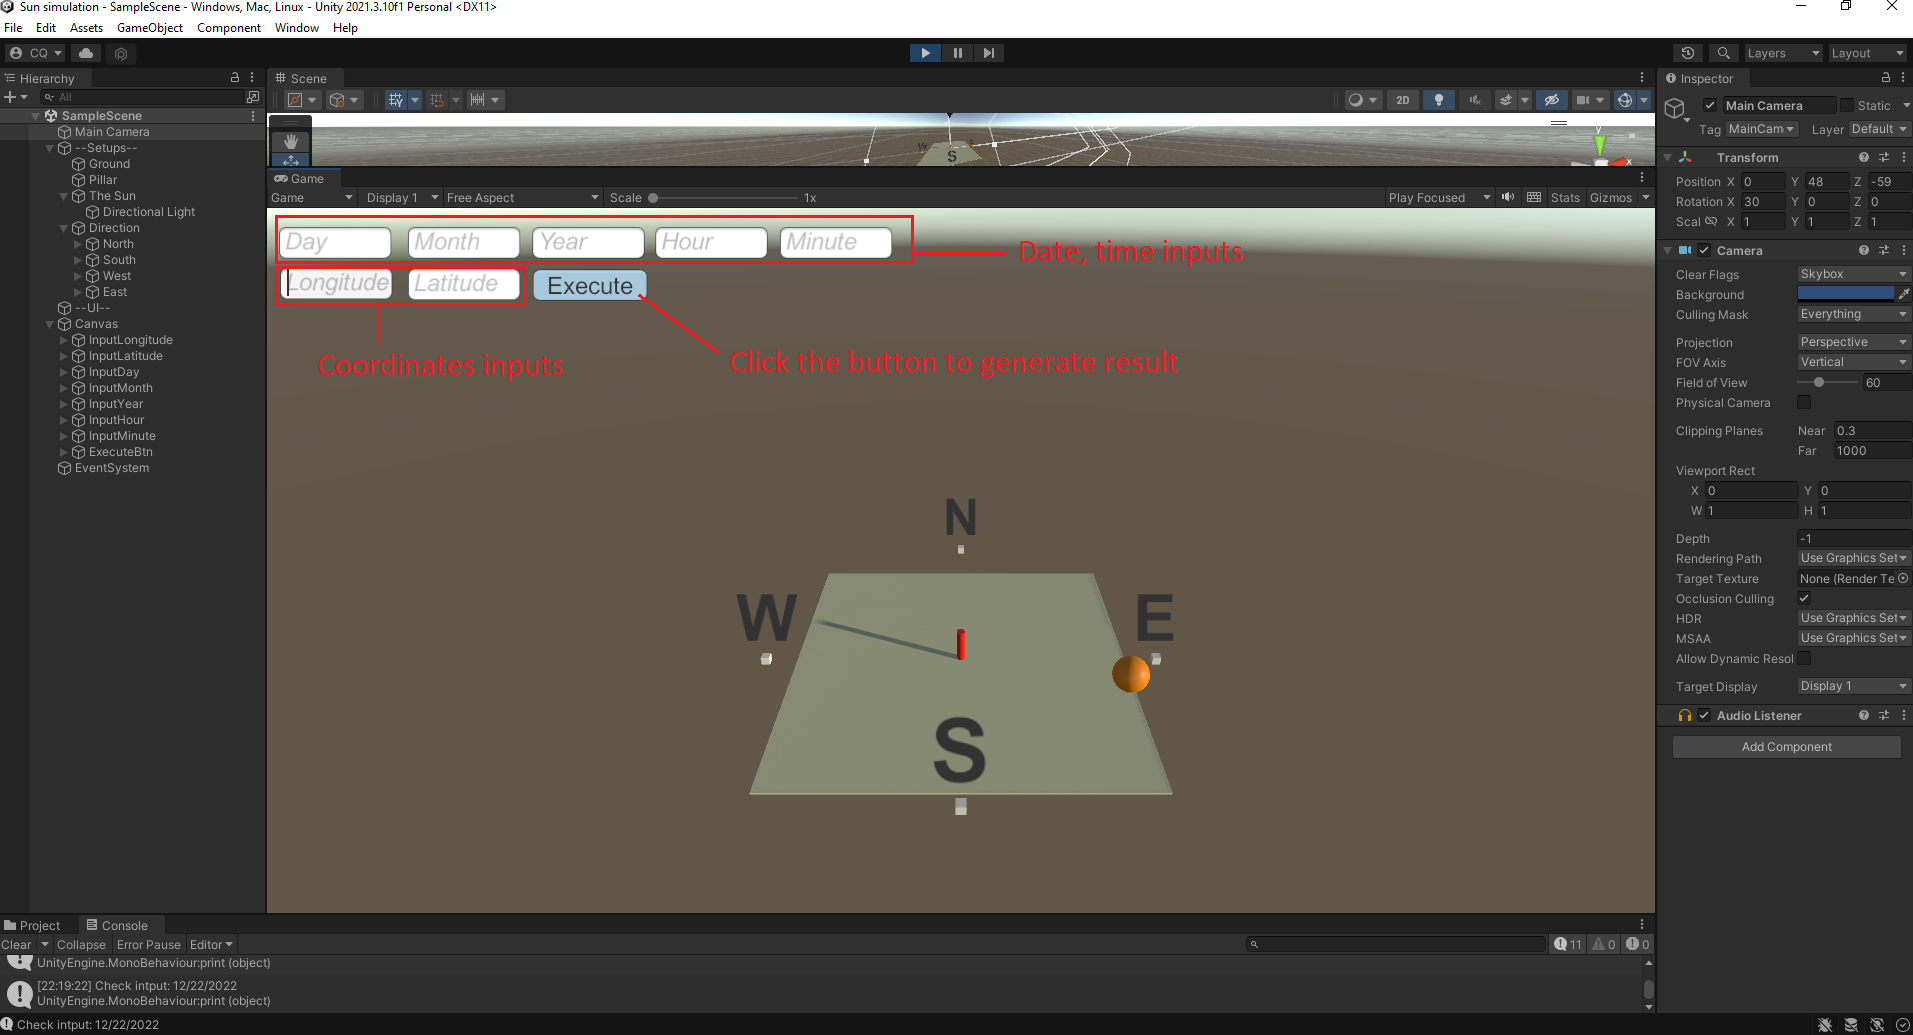 Sun simulation - SampleScene - Windows, Mac, Linux - Unity 2021.3.10f1 Personal <DX11>
File Edit Assets GameObject Component Window Help
CQ Layers Layout
Hierarchy
All
SampleScene
Main Camera
--Setups--
Ground
Pillar
The Sun
Directional Light
Direction
North
South
West
East
--UI--
Canvas
InputLongitude
InputLatitude
InputDay
InputMonth
InputYear
InputHour
InputMinute
ExecuteBtn
EventSystem
Scene
2D
y
x
W S E
Game
Game Display 1 Free Aspect Scale 1x Play Focused Stats Gizmos
Day Month Year Hour Minute
Date, time inputs
Longitude Latitude Execute
Coordinates inputs
Click the button to generate result
N
W E
S
Inspector
Main Camera Static
Tag MainCam Layer Default
Transform
Position X 0 Y 48 Z -59
Rotation X 30 Y 0 Z 0
Scal X 1 Y 1 Z 1
Camera
Clear Flags Skybox
Background
Culling Mask Everything
Projection Perspective
FOV Axis Vertical
Field of View 60
Physical Camera
Clipping Planes Near 0.3
Far 1000
Viewport Rect
X 0 Y 0
W 1 H 1
Depth -1
Rendering Path Use Graphics Set
Target Texture None (Render Te
Occlusion Culling
HDR Use Graphics Set
MSAA Use Graphics Set
Allow Dynamic Resol
Target Display Display 1
Audio Listener
Add Component
Project Console
Clear Collapse Error Pause Editor 11 0 0
UnityEngine.MonoBehaviour:print (object)
[22:19:22] Check intput: 12/22/2022
UnityEngine.MonoBehaviour:print (object)
Check intput: 12/22/2022